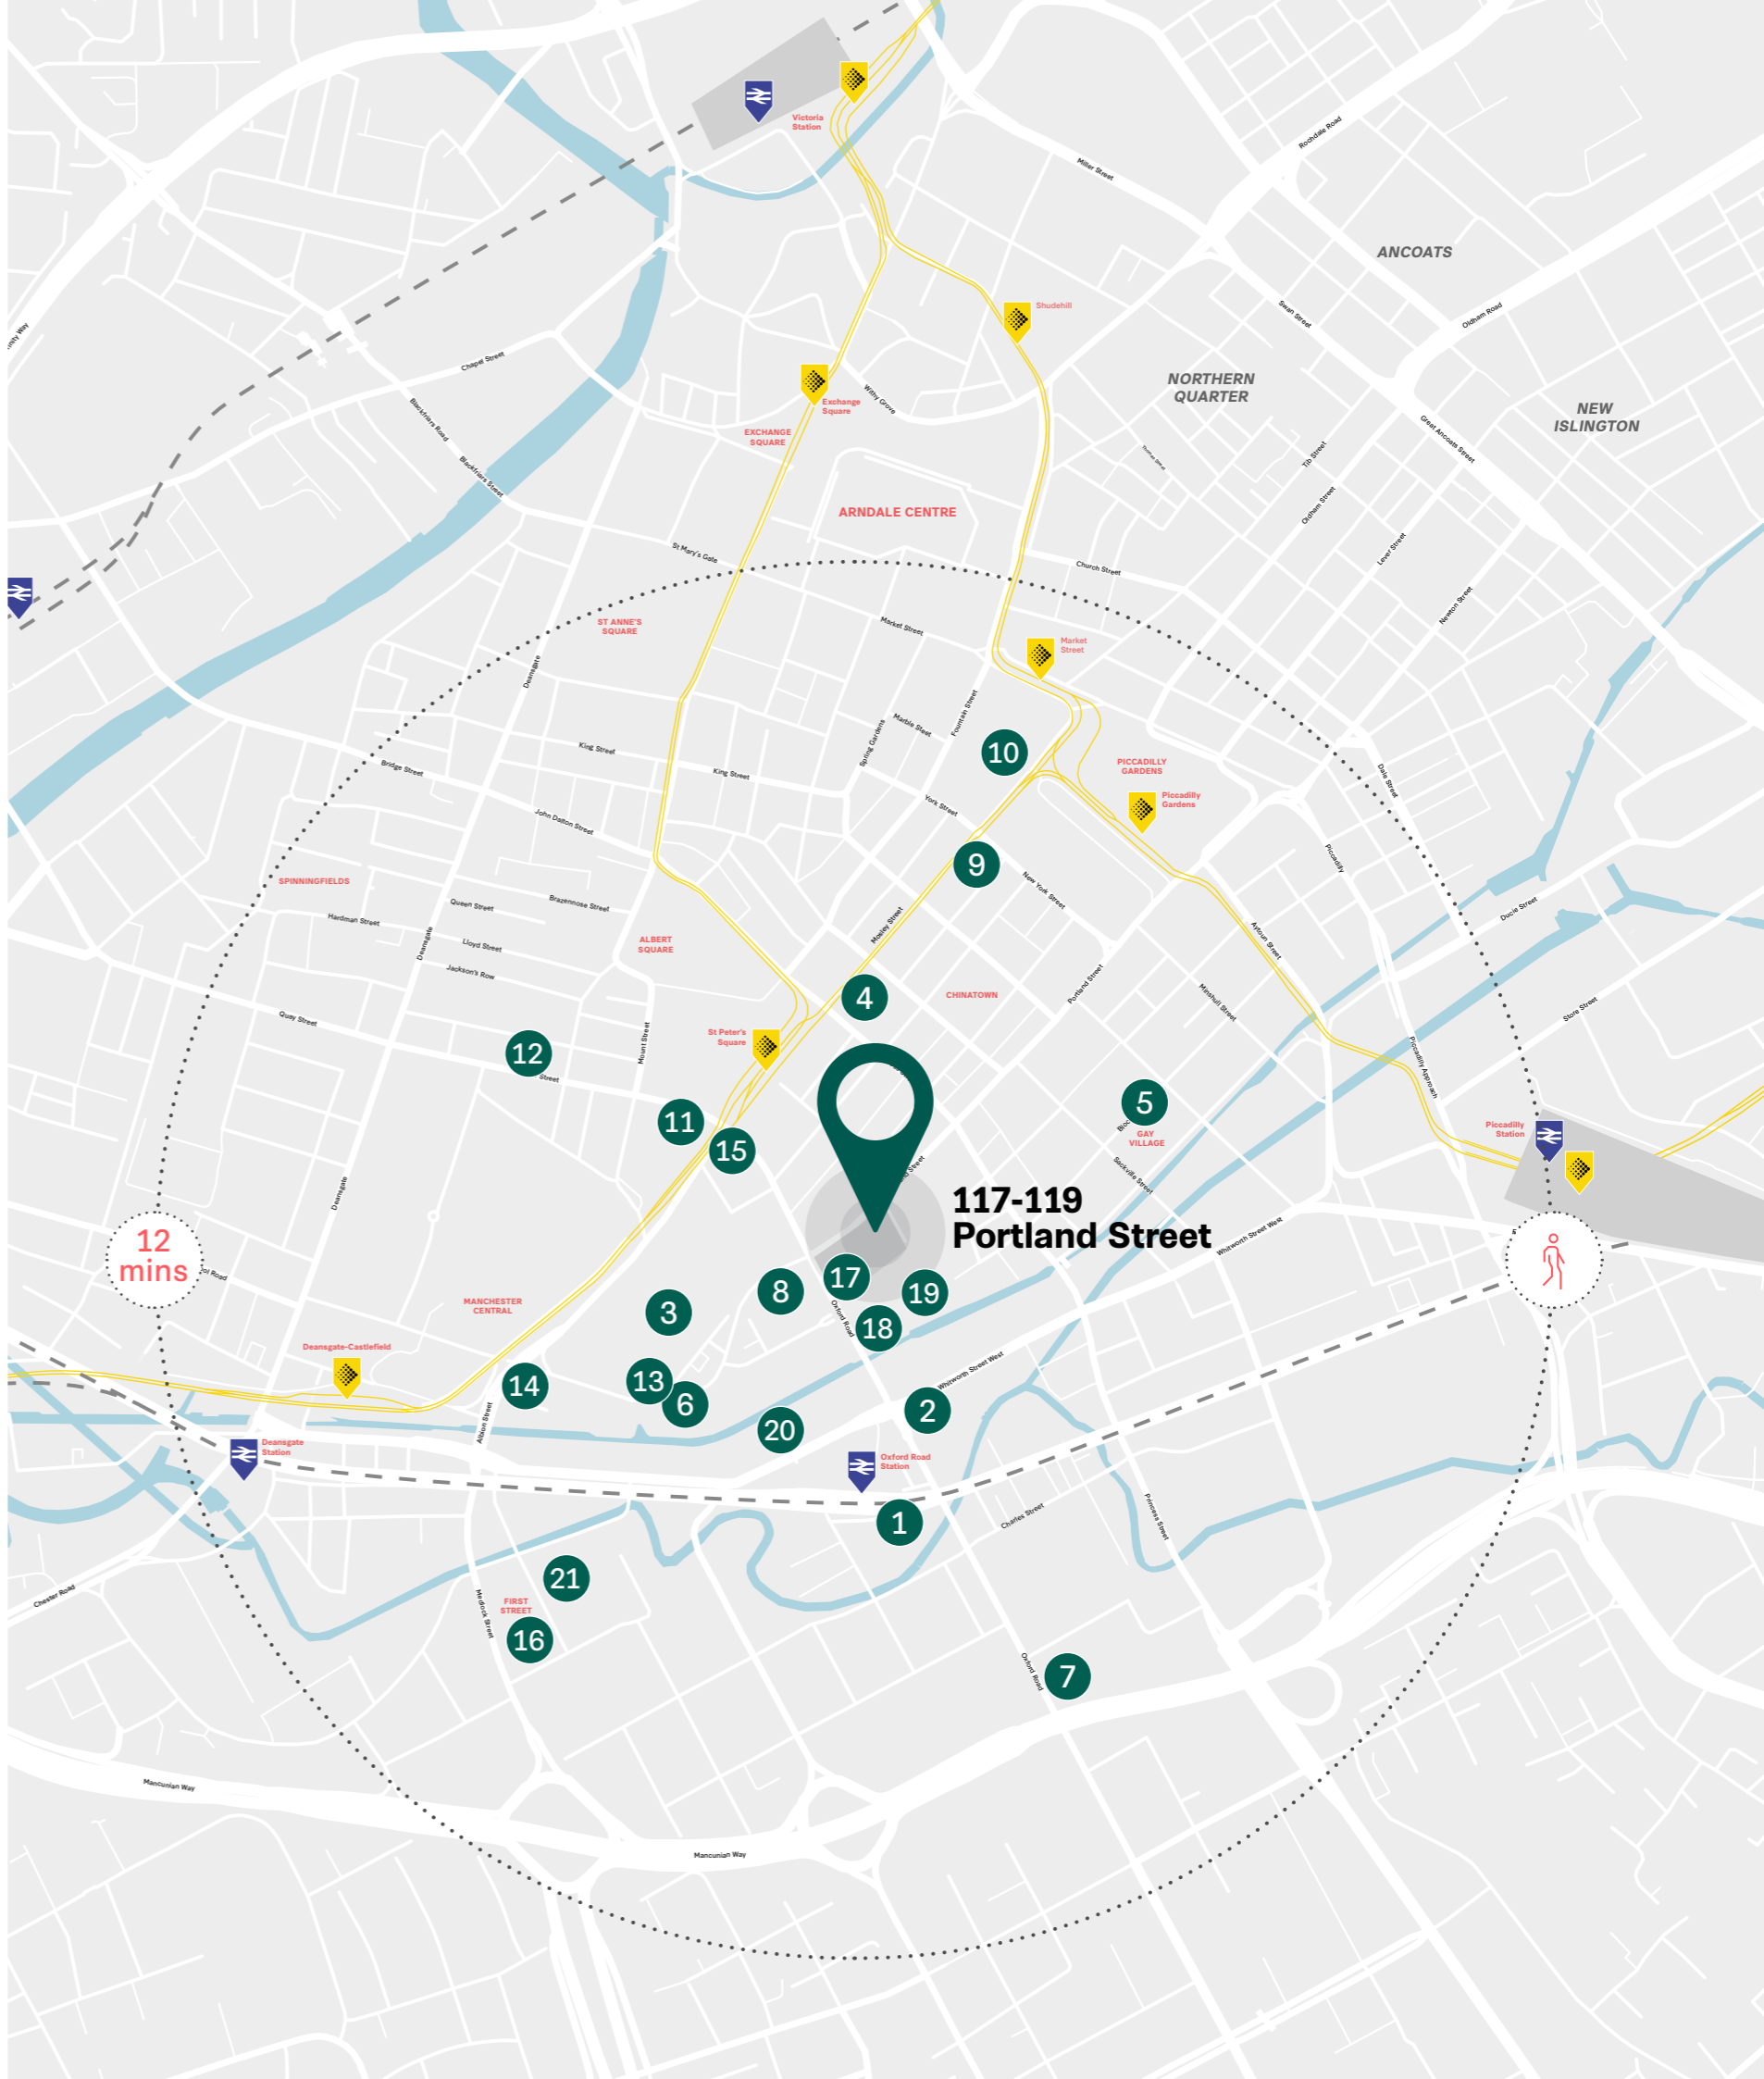 Victoria
Station
Miller Street
Rochdale Road
ANCOATS
Swan Street
Oldham Road
Shudehill
Chapel Street
NORTHERN
QUARTER
NEW
ISLINGTON
Exchange
Square
Withy Grove
Blackfriars Road
EXCHANGE
SQUARE
Great Ancoats Street
Tib Street
Thomas Street
Blackfriars Street
Oldham Street
ARNDALE CENTRE
St Mary's Gate
Lever Street
Church Street
Newton Street
ST ANNE'S
SQUARE
Market Street
Market
Street
Deansgate
Fountain Street
Marble Street
Spring Gardens
King Street
King Street
10
PICCADILLY
GARDENS
Bridge Street
Dale Street
York Street
Piccadilly
Gardens
John Dalton Street
9
Piccadilly
SPINNINGFIELDS
New York Street
Queen Street
Brazennose Street
Hardman Street
Ducie Street
Mosley Street
Aytoun Street
Deansgate
Lloyd Street
ALBERT
SQUARE
Jackson's Row
Portland Street
4
CHINATOWN
Minshull Street
Store Street
Quay Street
St Peter's
Square
Mount Street
12
Street
Piccadilly Approach
5
11
15
GAY
VILLAGE
Piccadilly
Station
Sackville Street
Deansgate
117-119
Portland Street
Whitworth Street West
12
mins
17
8
19
3
MANCHESTER
CENTRAL
Oxford Road
18
Deansgate-Castlefield
Whitworth Street West
14
13
6
2
20
Albion Street
Deansgate
Station
Oxford Road
Station
1
Charles Street
Princess Street
21
Chester Road
FIRST
STREET
Medlock Street
16
Oxford Road
7
Mancunian Way
Mancunian Way